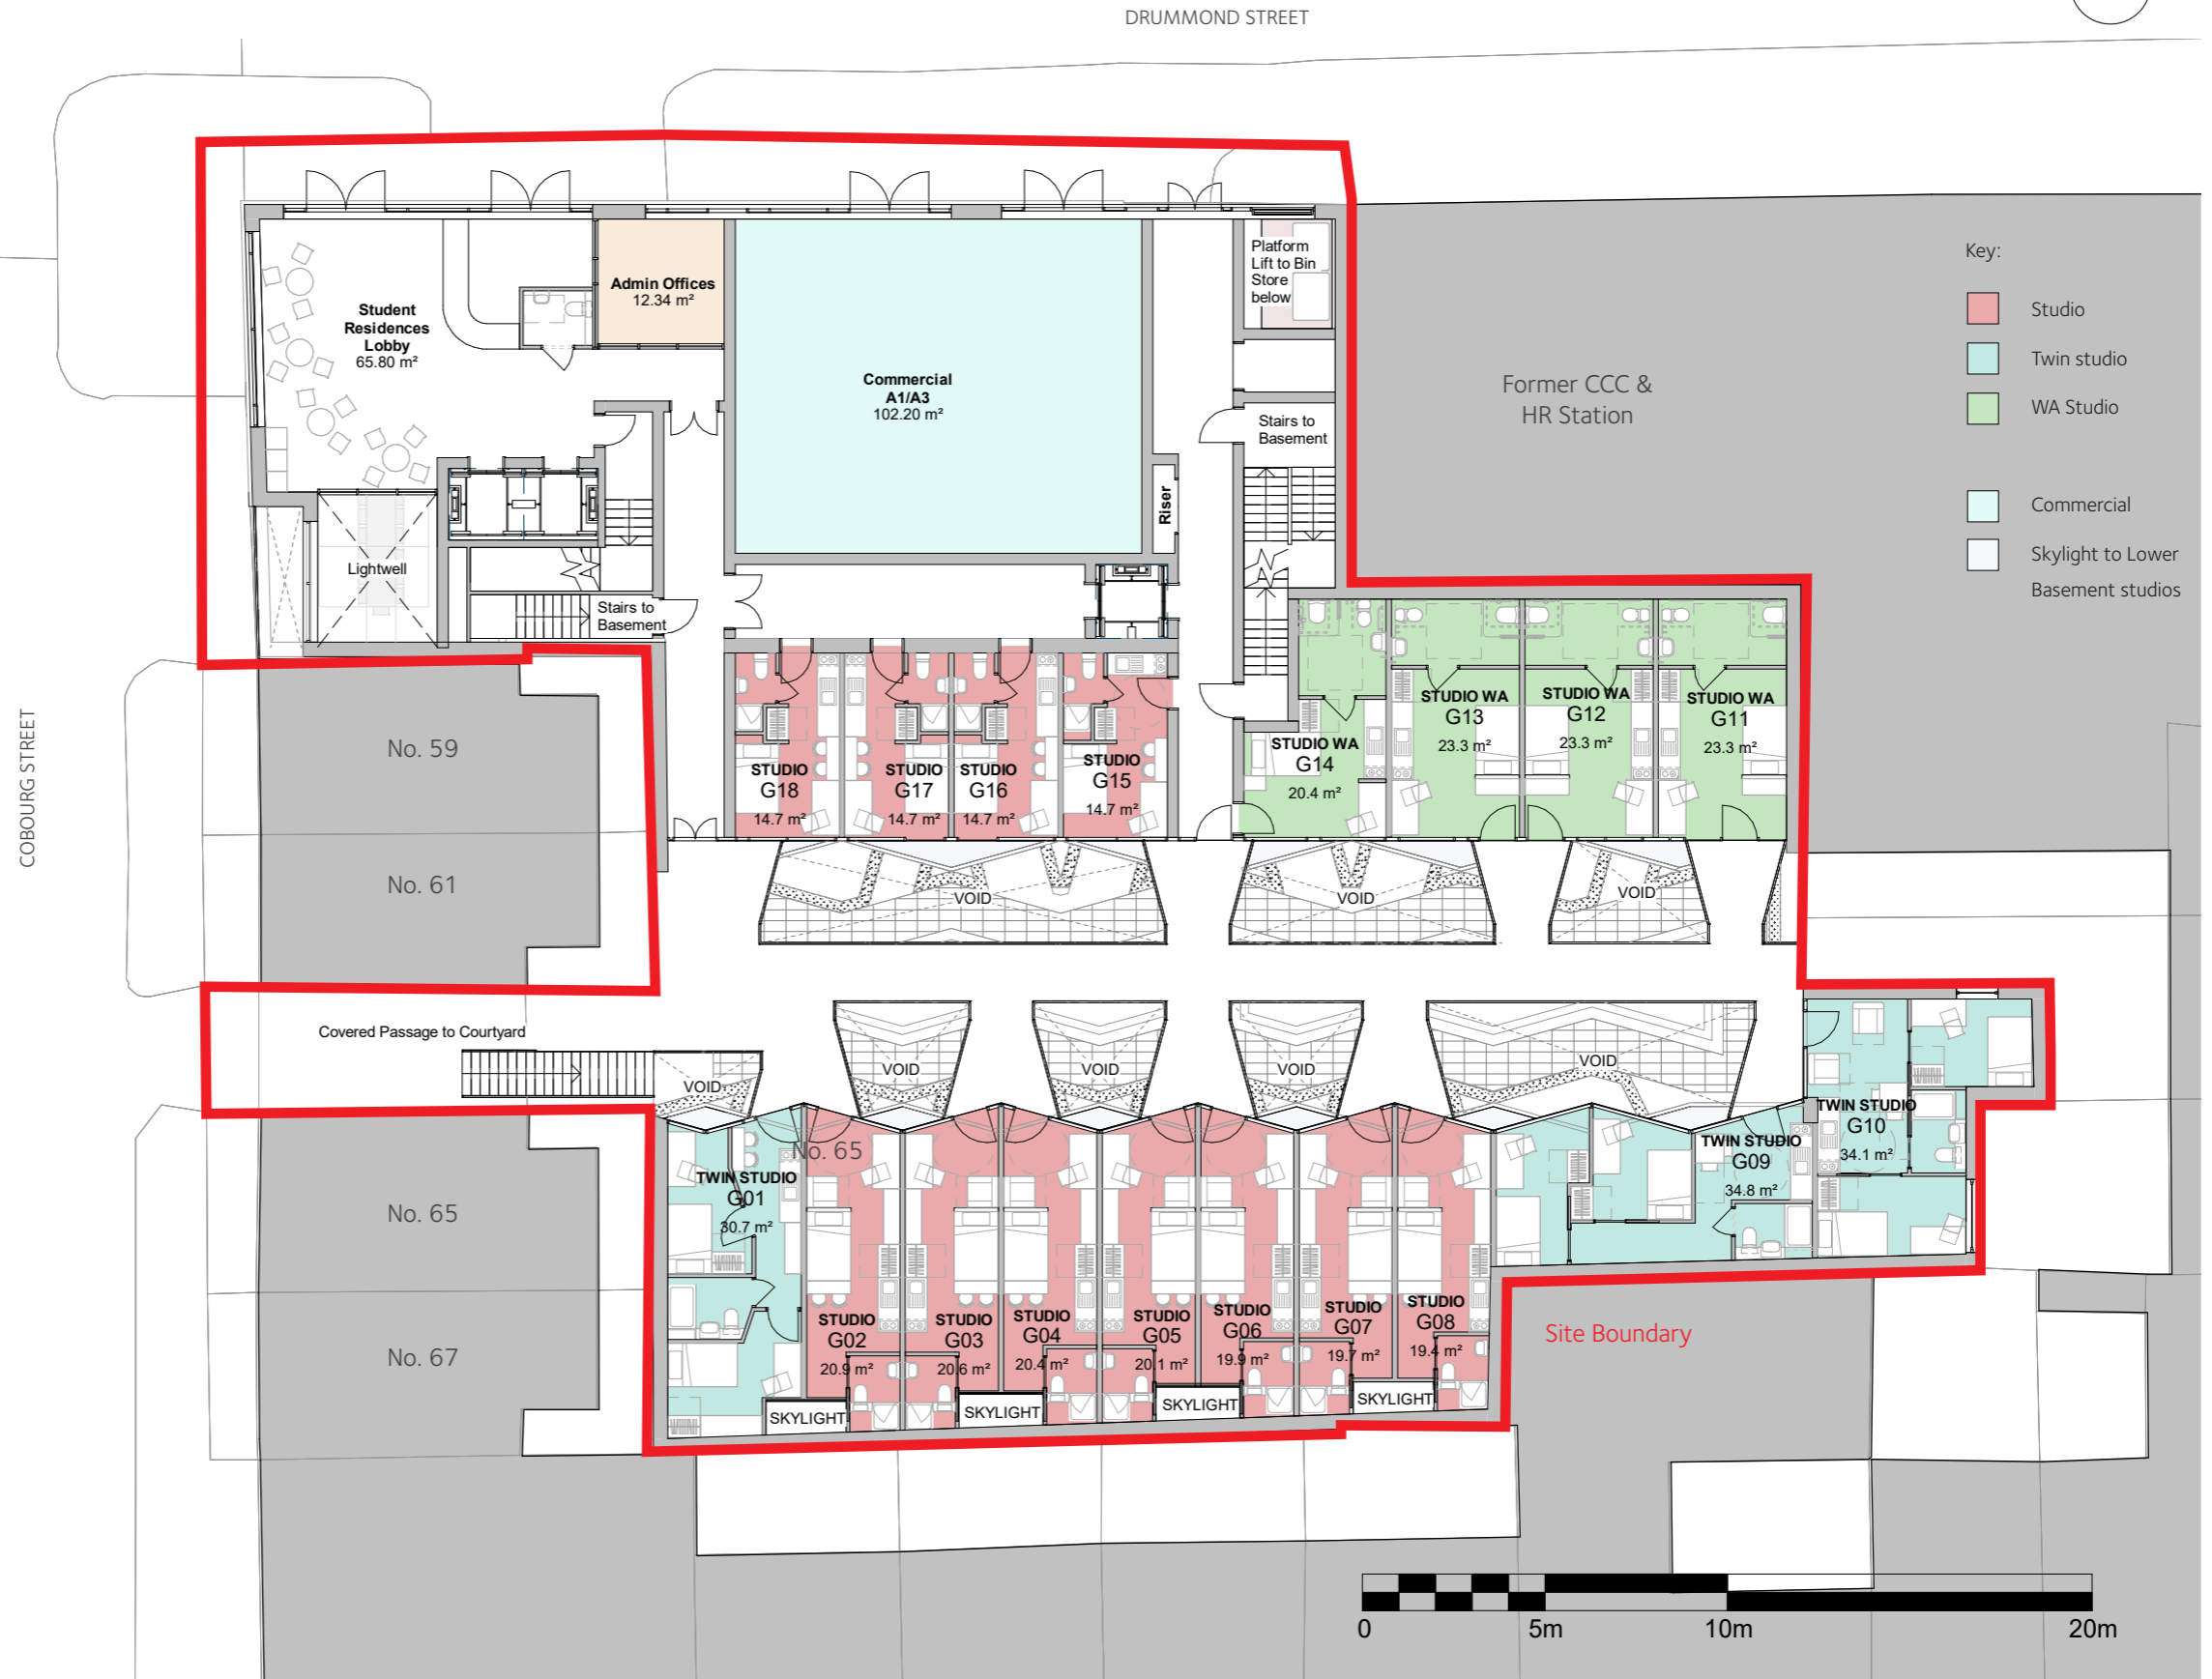 DRUMMOND STREET
COBOURG STREET
Student
Residences
Lobby
65.80 m²
Admin Offices
12.34 m²
Commercial
A1/A3
102.20 m²
Platform
Lift to Bin
Store
below
Stairs to
Basement
Riser
Lightwell
Stairs to
Basement
Former CCC &
HR Station
Key:
Studio
Twin studio
WA Studio
Commercial
Skylight to Lower
Basement studios
STUDIO
G18
14.7 m²
STUDIO
G17
14.7 m²
STUDIO
G16
14.7 m²
STUDIO
G15
14.7 m²
STUDIO WA
G14
20.4 m²
STUDIO WA
G13
23.3 m²
STUDIO WA
G12
23.3 m²
STUDIO WA
G11
23.3 m²
No. 59
No. 61
VOID
VOID
VOID
Covered Passage to Courtyard
VOID
VOID
VOID
VOID
VOID
No. 65
No. 65
No. 67
TWIN STUDIO
G01
30.7 m²
STUDIO
G02
20.9 m²
STUDIO
G03
20.6 m²
STUDIO
G04
20.4 m²
STUDIO
G05
20.1 m²
STUDIO
G06
19.9 m²
STUDIO
G07
19.7 m²
STUDIO
G08
19.4 m²
TWIN STUDIO
G09
34.8 m²
TWIN STUDIO
G10
34.1 m²
SKYLIGHT
SKYLIGHT
SKYLIGHT
SKYLIGHT
Site Boundary
0 5m 10m 20m